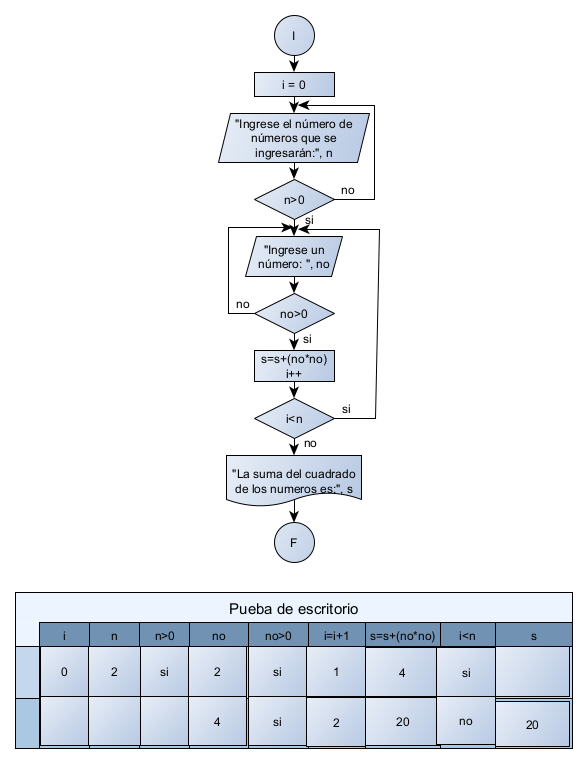 I
i = 0
"Ingrese el número de
números que se
ingresarán:", n
n>0
no
si
"Ingrese un
número: ", no
no>0
no
si
s=s+(no*no)
i++
i<n
si
no
"La suma del cuadrado
de los numeros es:", s
F
Pueba de escritorio
i n n>0 no no>0 i=i+1 s=s+(no*no) i<n s
0 2 si 2 si 1 4 si
4 si 2 20 no 20